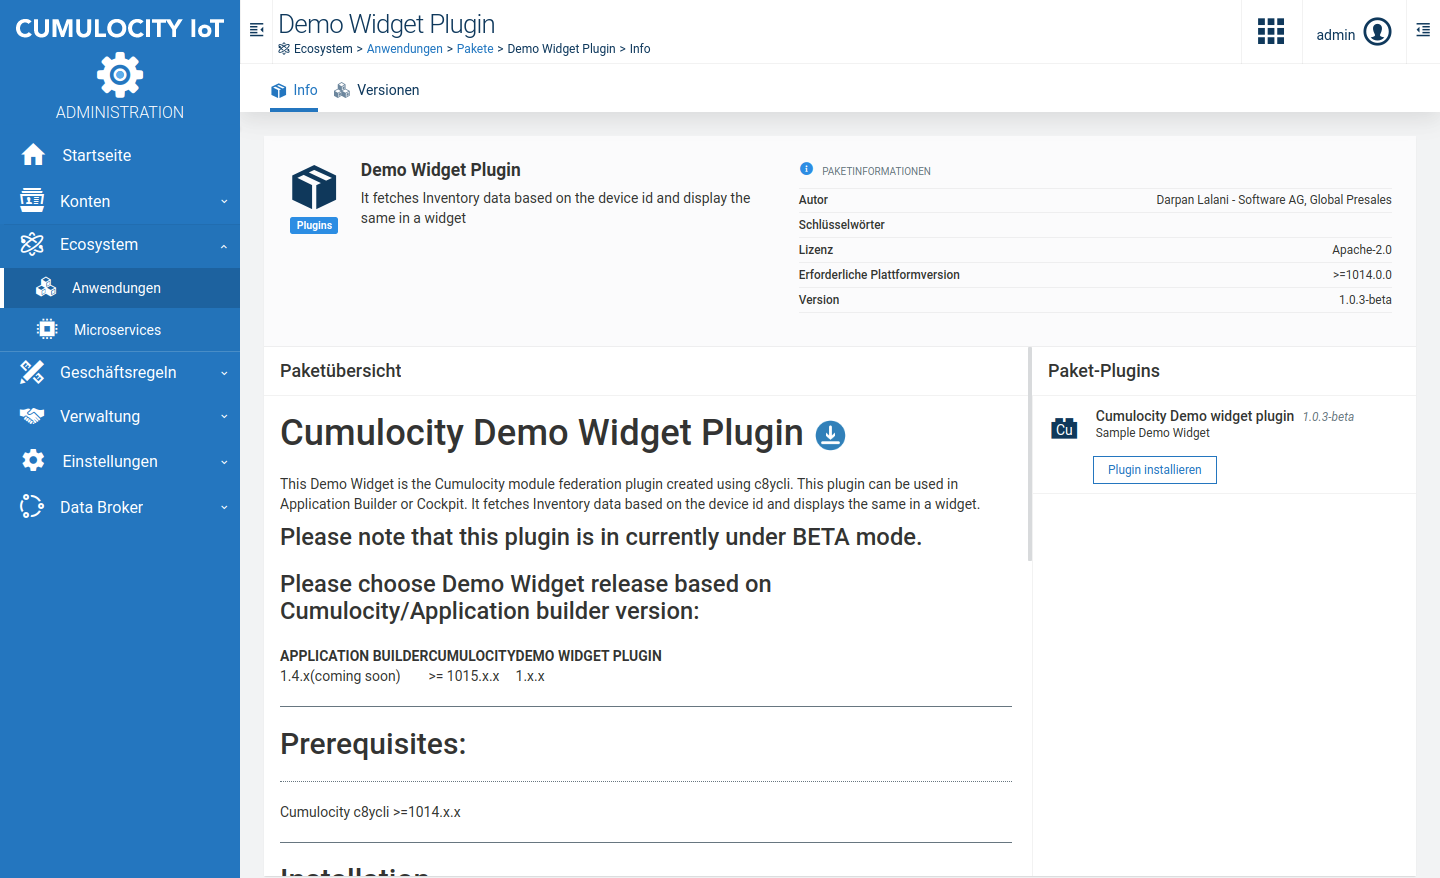 CUMULOCITY IoT
ADMINISTRATION
Startseite
Konten
Ecosystem
Anwendungen
Microservices
Geschäftsregeln
Verwaltung
Einstellungen
Data Broker
Demo Widget Plugin
Ecosystem > Anwendungen > Pakete > Demo Widget Plugin > Info
admin
Info
Versionen
Plugins
Demo Widget Plugin
It fetches Inventory data based on the device id and display the
same in a widget
PAKETINFORMATIONEN
Autor Darpan Lalani - Software AG, Global Presales
Schlüsselwörter
Lizenz Apache-2.0
Erforderliche Plattformversion >=1014.0.0
Version 1.0.3-beta
Paketübersicht
Cumulocity Demo Widget Plugin
This Demo Widget is the Cumulocity module federation plugin created using c8ycli. This plugin can be used in
Application Builder or Cockpit. It fetches Inventory data based on the device id and displays the same in a widget.
Please note that this plugin is in currently under BETA mode.
Please choose Demo Widget release based on
Cumulocity/Application builder version:
APPLICATION BUILDERCUMULOCITYDEMO WIDGET PLUGIN
1.4.x(coming soon) >= 1015.x.x 1.x.x
Prerequisites:
Cumulocity c8ycli >=1014.x.x
Installation
Paket-Plugins
Cu
Cumulocity Demo widget plugin 1.0.3-beta
Sample Demo Widget
Plugin installieren